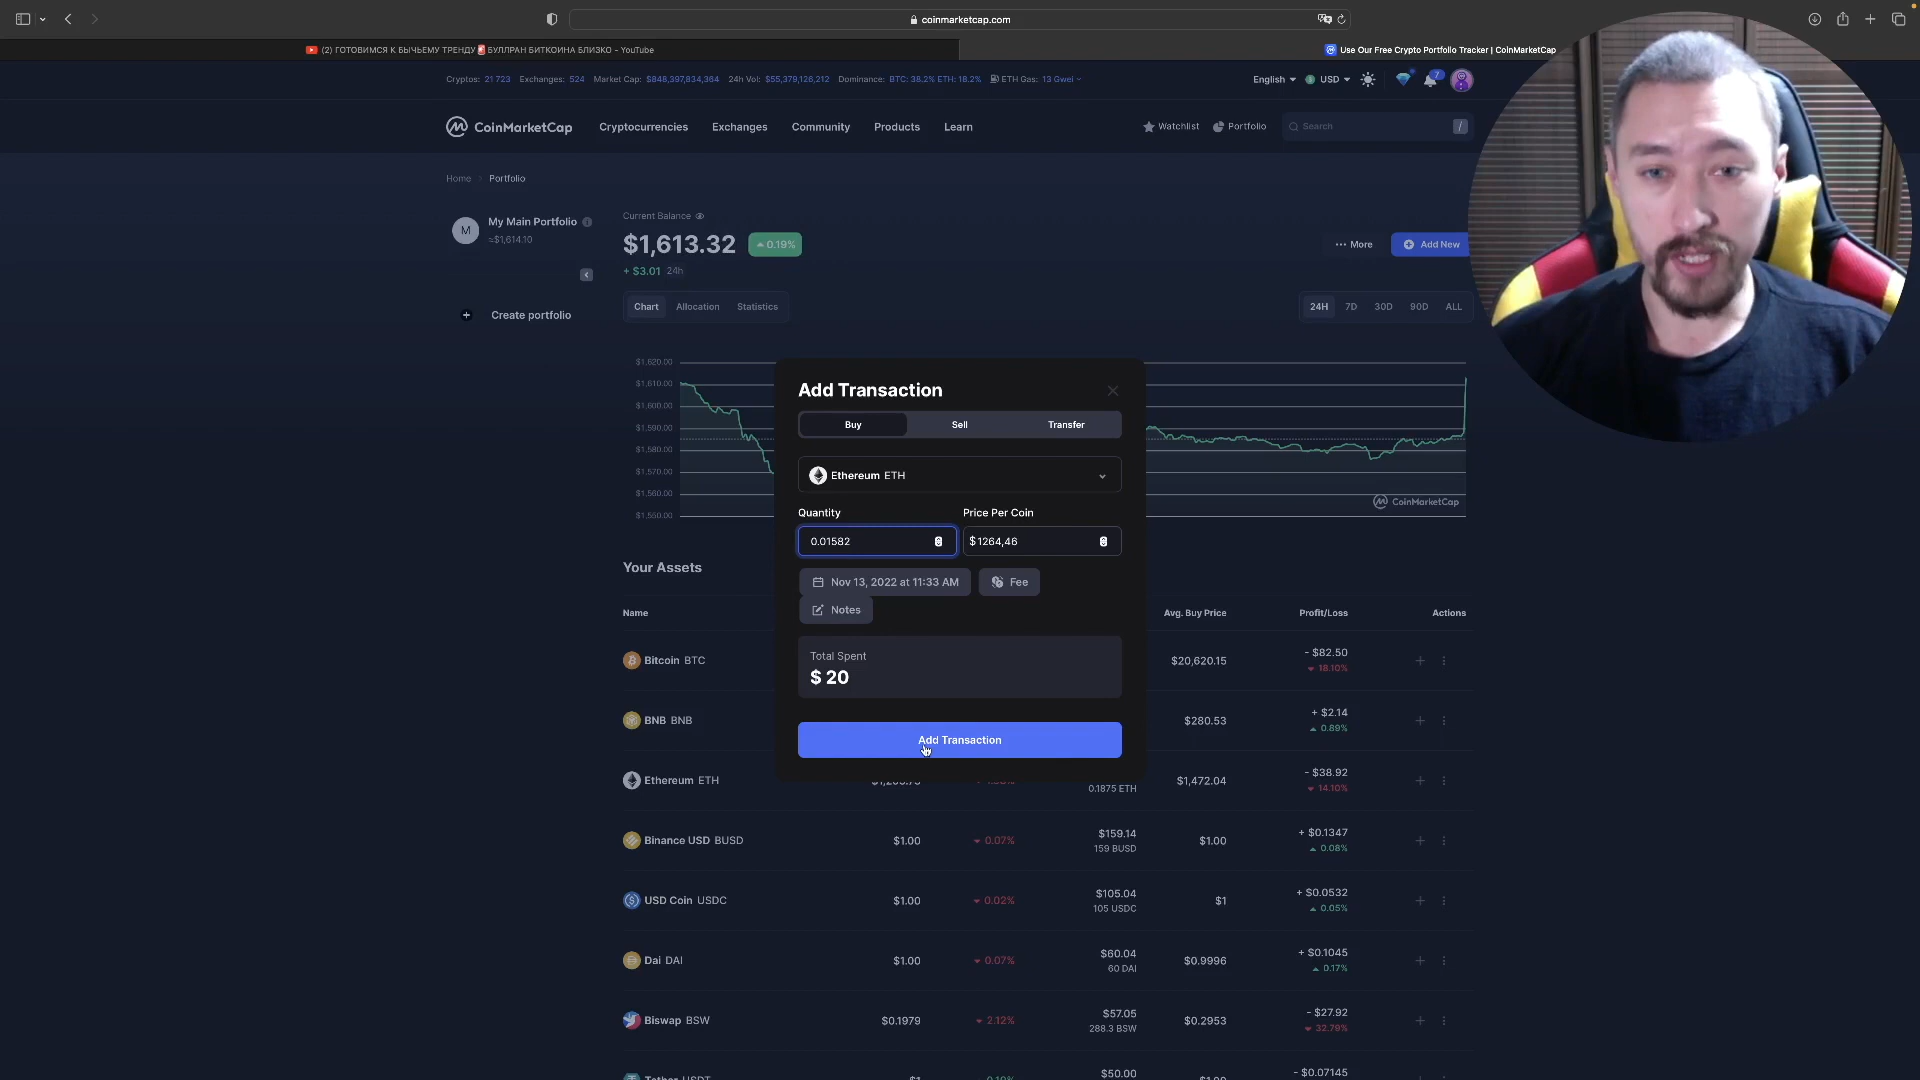 coinmarketcap.com
(2) ГОТОВИМСЯ К БЫЧЬЕМУ ТРЕНДУ🚨БУЛЛРАН БИТКОИНА БЛИЗКО - YouTube
Use Our Free Crypto Portfolio Tracker | CoinMarketCap
Cryptos: 21 723 Exchanges: 524 Market Cap: $848,397,834,364 24h Vol: $55,379,126,212 Dominance: BTC: 38.2% ETH: 18.2% ETH Gas: 13 Gwei
English USD 7
CoinMarketCap Cryptocurrencies Exchanges Community Products Learn
Watchlist Portfolio Search /
Home Portfolio
M My Main Portfolio
≈$1,614.10
Create portfolio
Current Balance
$1,613.32 0.19%
+ $3.01 24h
More Add New
Chart Allocation Statistics
24H 7D 30D 90D ALL
$1,620.00
$1,610.00
$1,600.00
$1,590.00
$1,580.00
$1,570.00
$1,560.00
$1,550.00
CoinMarketCap
Add Transaction
Buy Sell Transfer
Ethereum ETH
Quantity Price Per Coin
0.01582 $1264,46
Nov 13, 2022 at 11:33 AM Fee
Notes
Total Spent
$ 20
Add Transaction
Your Assets
Name Avg. Buy Price Profit/Loss Actions
Bitcoin BTC $20,620.15 - $82.50
18.10%
BNB BNB $280.53 + $2.14
0.89%
Ethereum ETH $1,472.04 - $38.92
0.1875 ETH 14.10%
Binance USD BUSD $1.00 0.07% $159.14 $1.00 + $0.1347
159 BUSD 0.08%
USD Coin USDC $1.00 0.02% $105.04 $1 + $0.0532
105 USDC 0.05%
Dai DAI $1.00 0.07% $60.04 $0.9996 + $0.1045
60 DAI 0.17%
Biswap BSW $0.1979 2.12% $57.05 $0.2953 - $27.92
288.3 BSW 32.79%
$50.00 - $0.07145